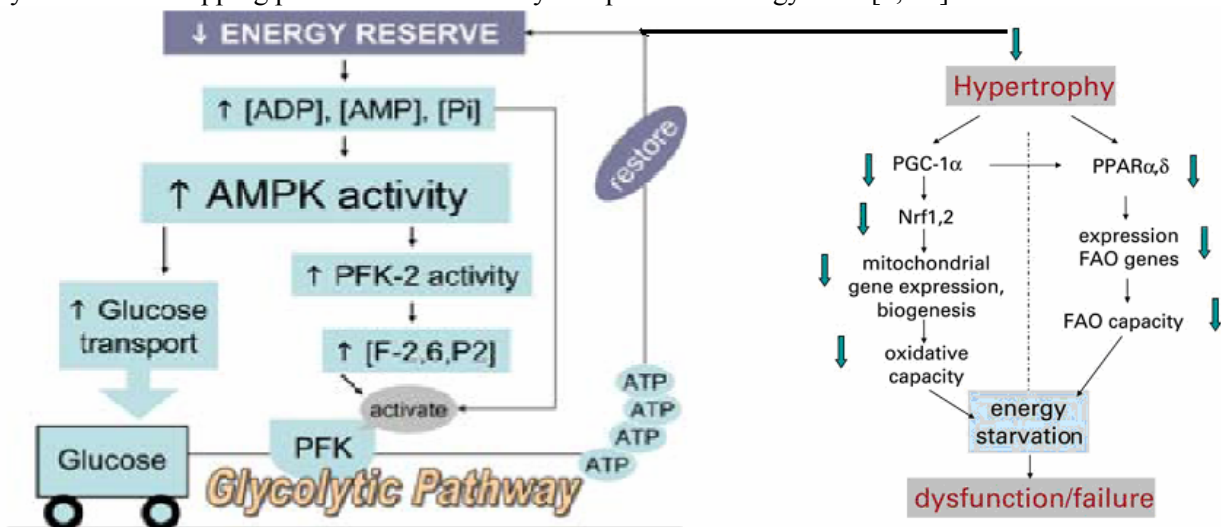 ↓ ENERGY RESERVE
↑ [ADP], [AMP], [Pi]
↑ AMPK activity
↑ PFK-2 activity
↑ Glucose
transport
↑ [F-2,6,P2]
activate
PFK
Glucose
Glycolytic Pathway
ATP
ATP
ATP
ATP
restore
Hypertrophy
PGC-1α
PPARα,δ
Nrf1,2
expression
FAO genes
mitochondrial
gene expression,
biogenesis
FAO capacity
oxidative
capacity
energy
starvation
dysfunction/failure